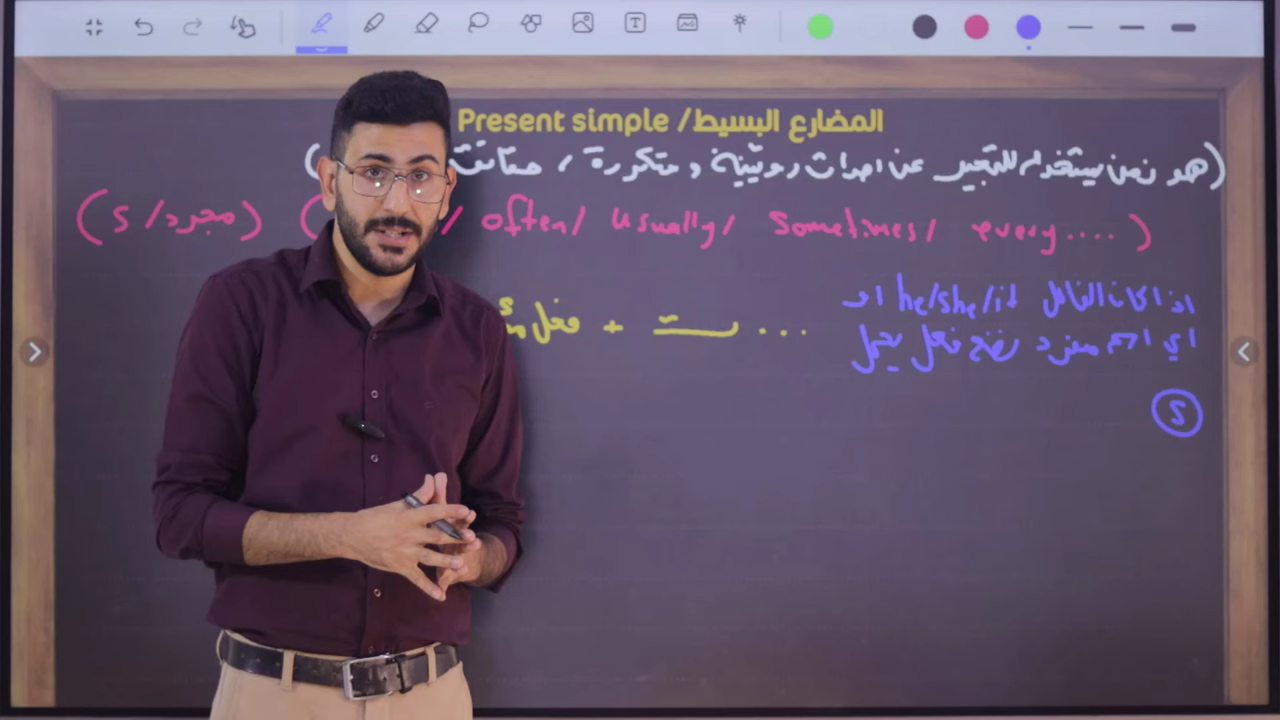 Present simple /المضارع البسيط
(هو زمن يستخدم للتعبير عن احداث روتينية و متكررة ,
(مجرد/ s) ( / often/ usually/ Sometimes/ every.... )
اذا كان الفاعل he/she/it او
اي اسم مفرد نضع فعل يحمل
s
... + فعل